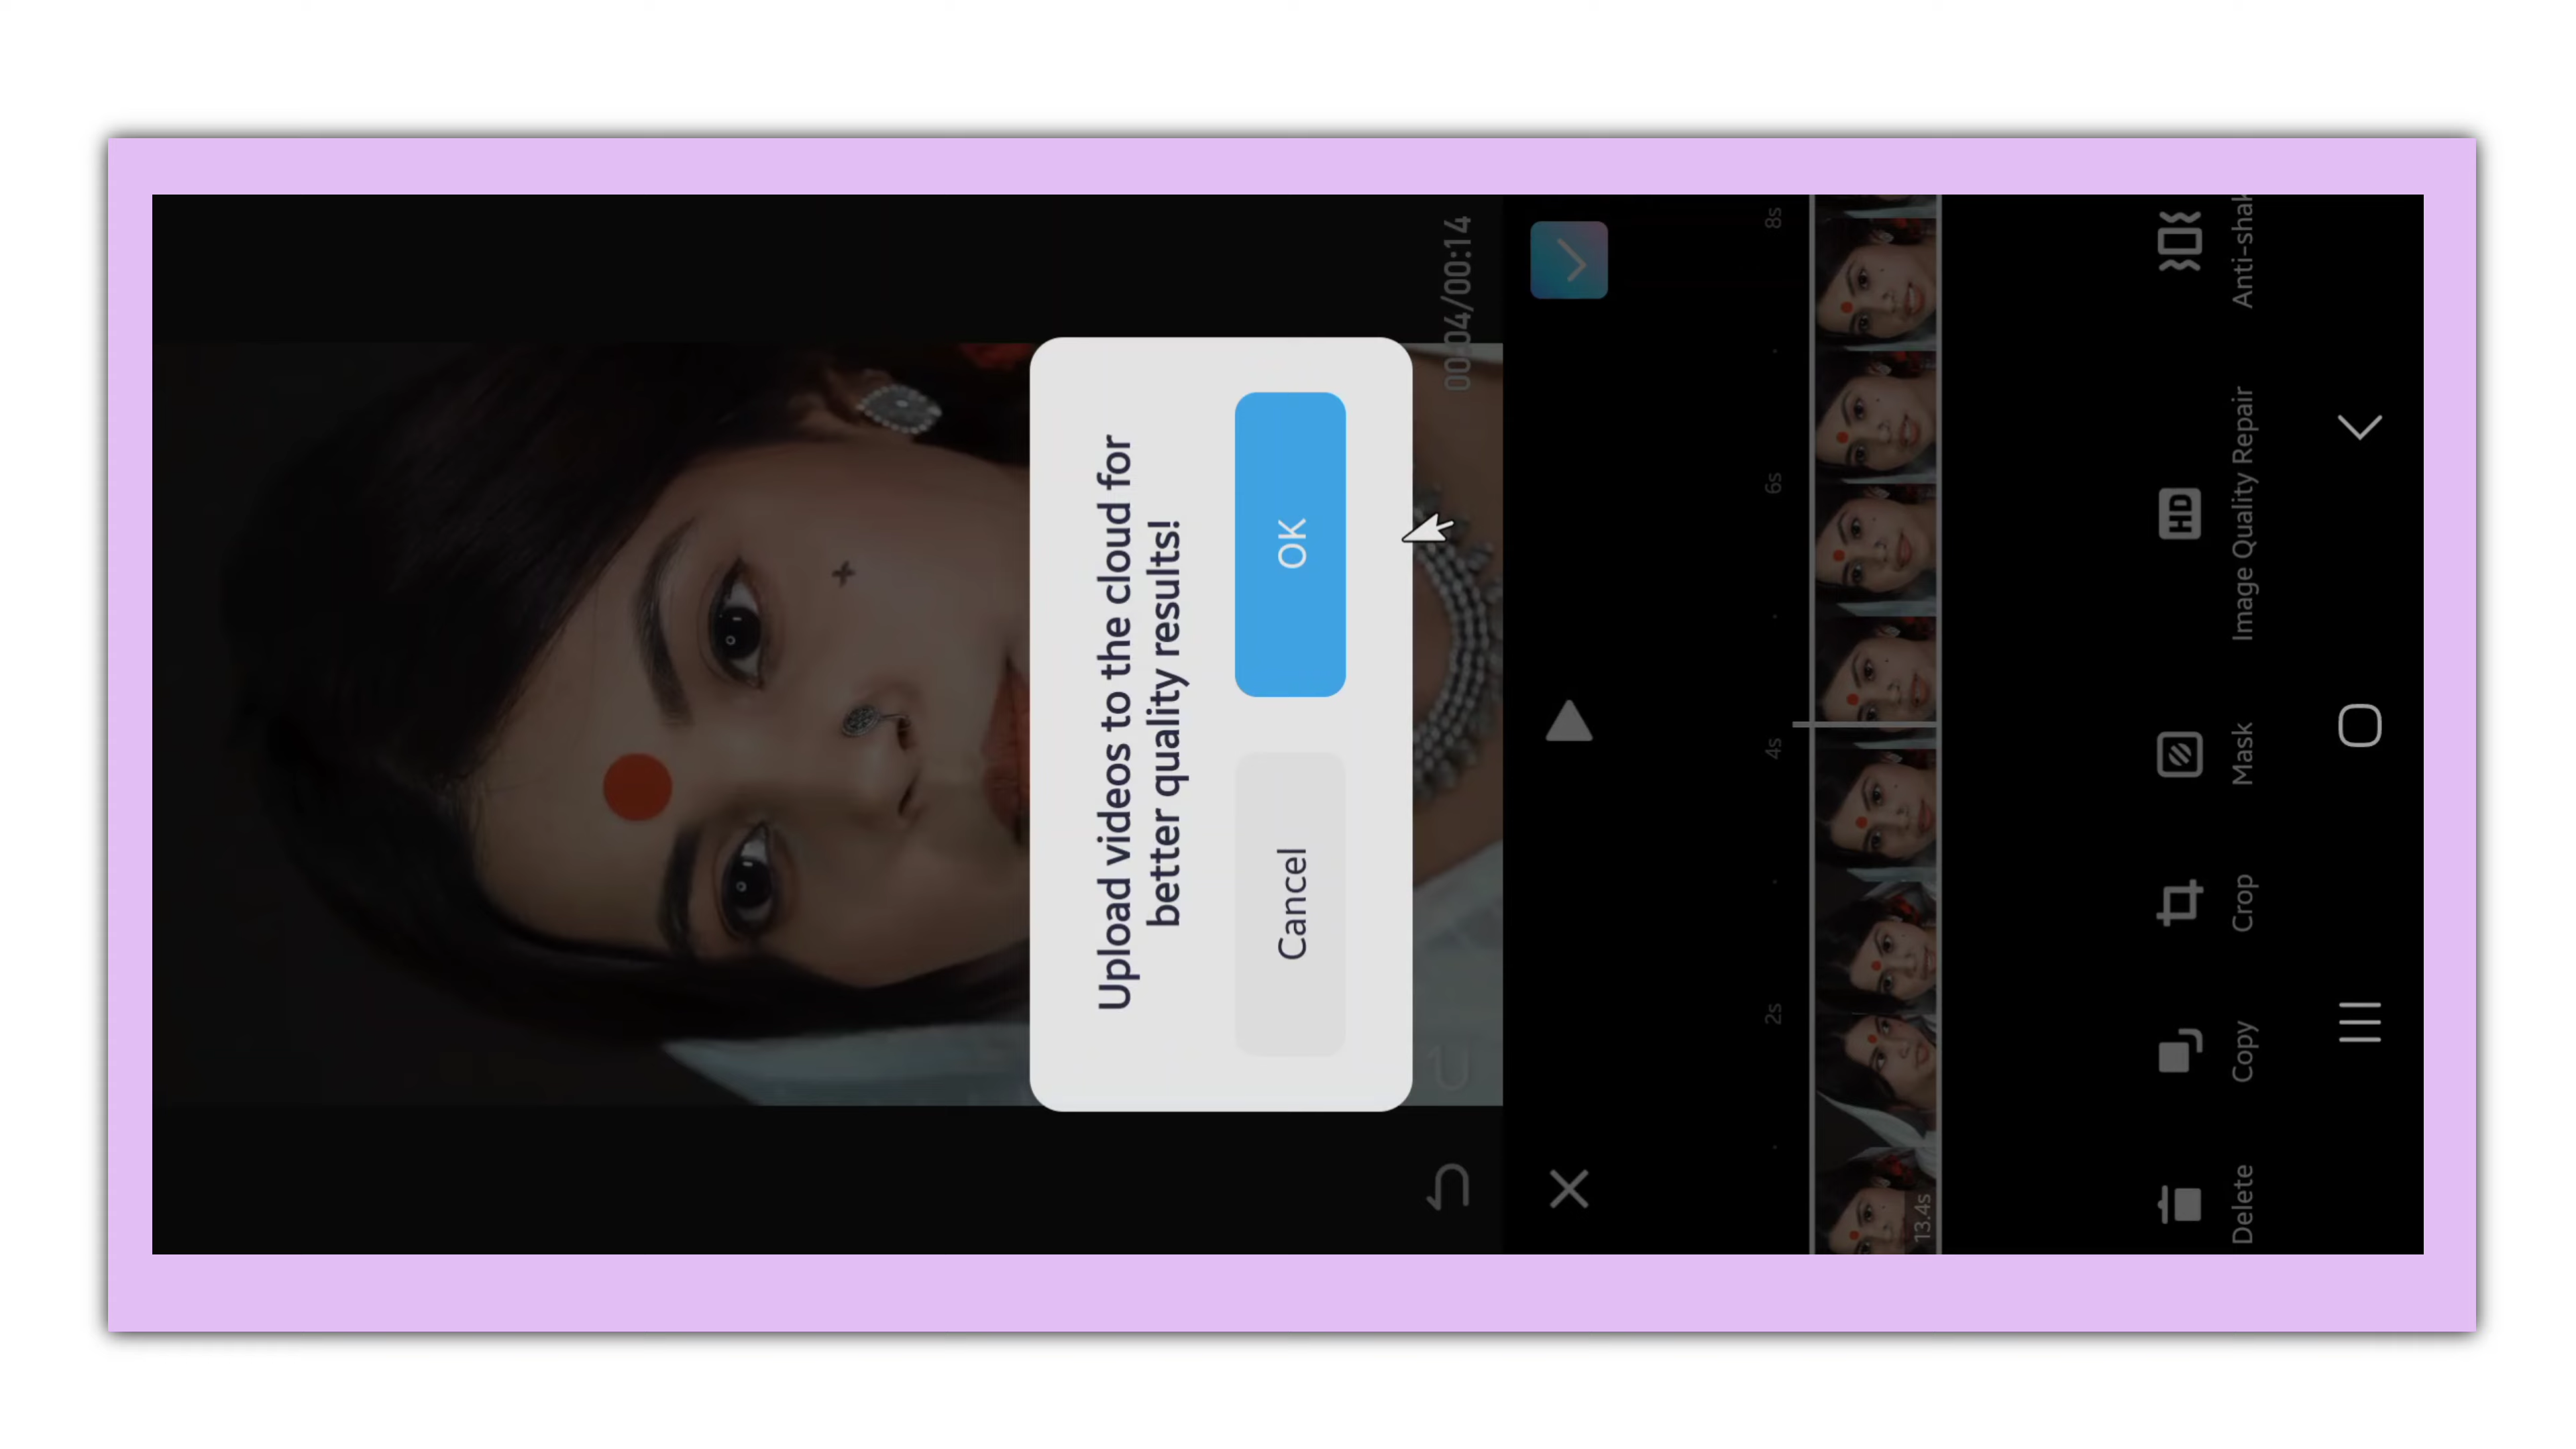 00:04/00:14
Upload videos to the cloud for
better quality results!
Cancel
OK
2s
4s
6s
8s
13.4s
Delete
Copy
Crop
Mask
HD
Image Quality Repair
Anti-shak